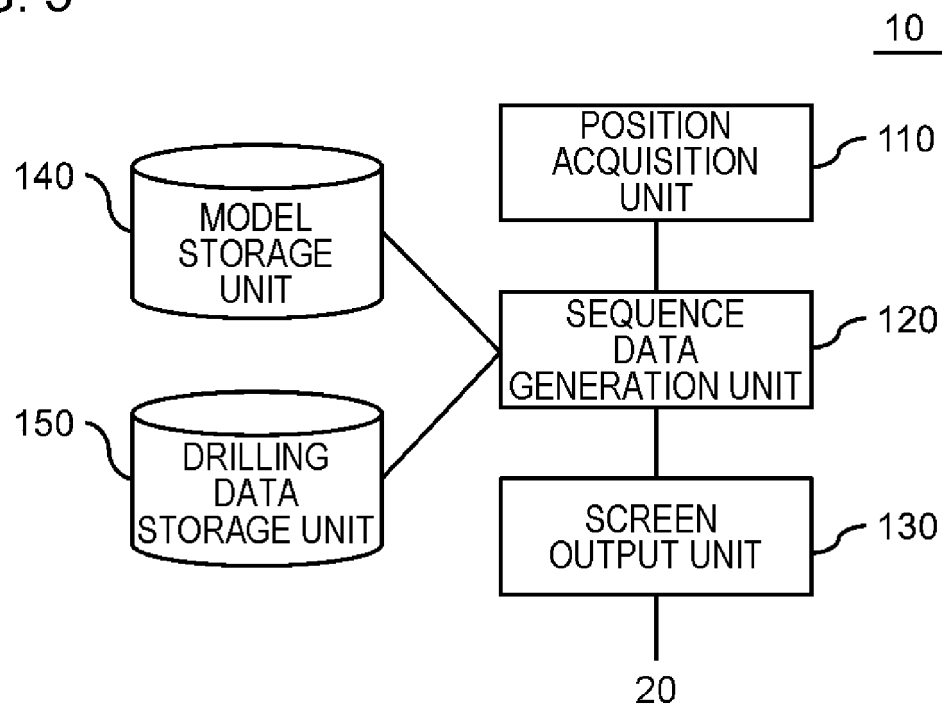 10
POSITION
ACQUISITION
UNIT
110
140
MODEL
STORAGE
UNIT
SEQUENCE
DATA
GENERATION UNIT
120
150
DRILLING
DATA
STORAGE UNIT
SCREEN
OUTPUT UNIT
130
20